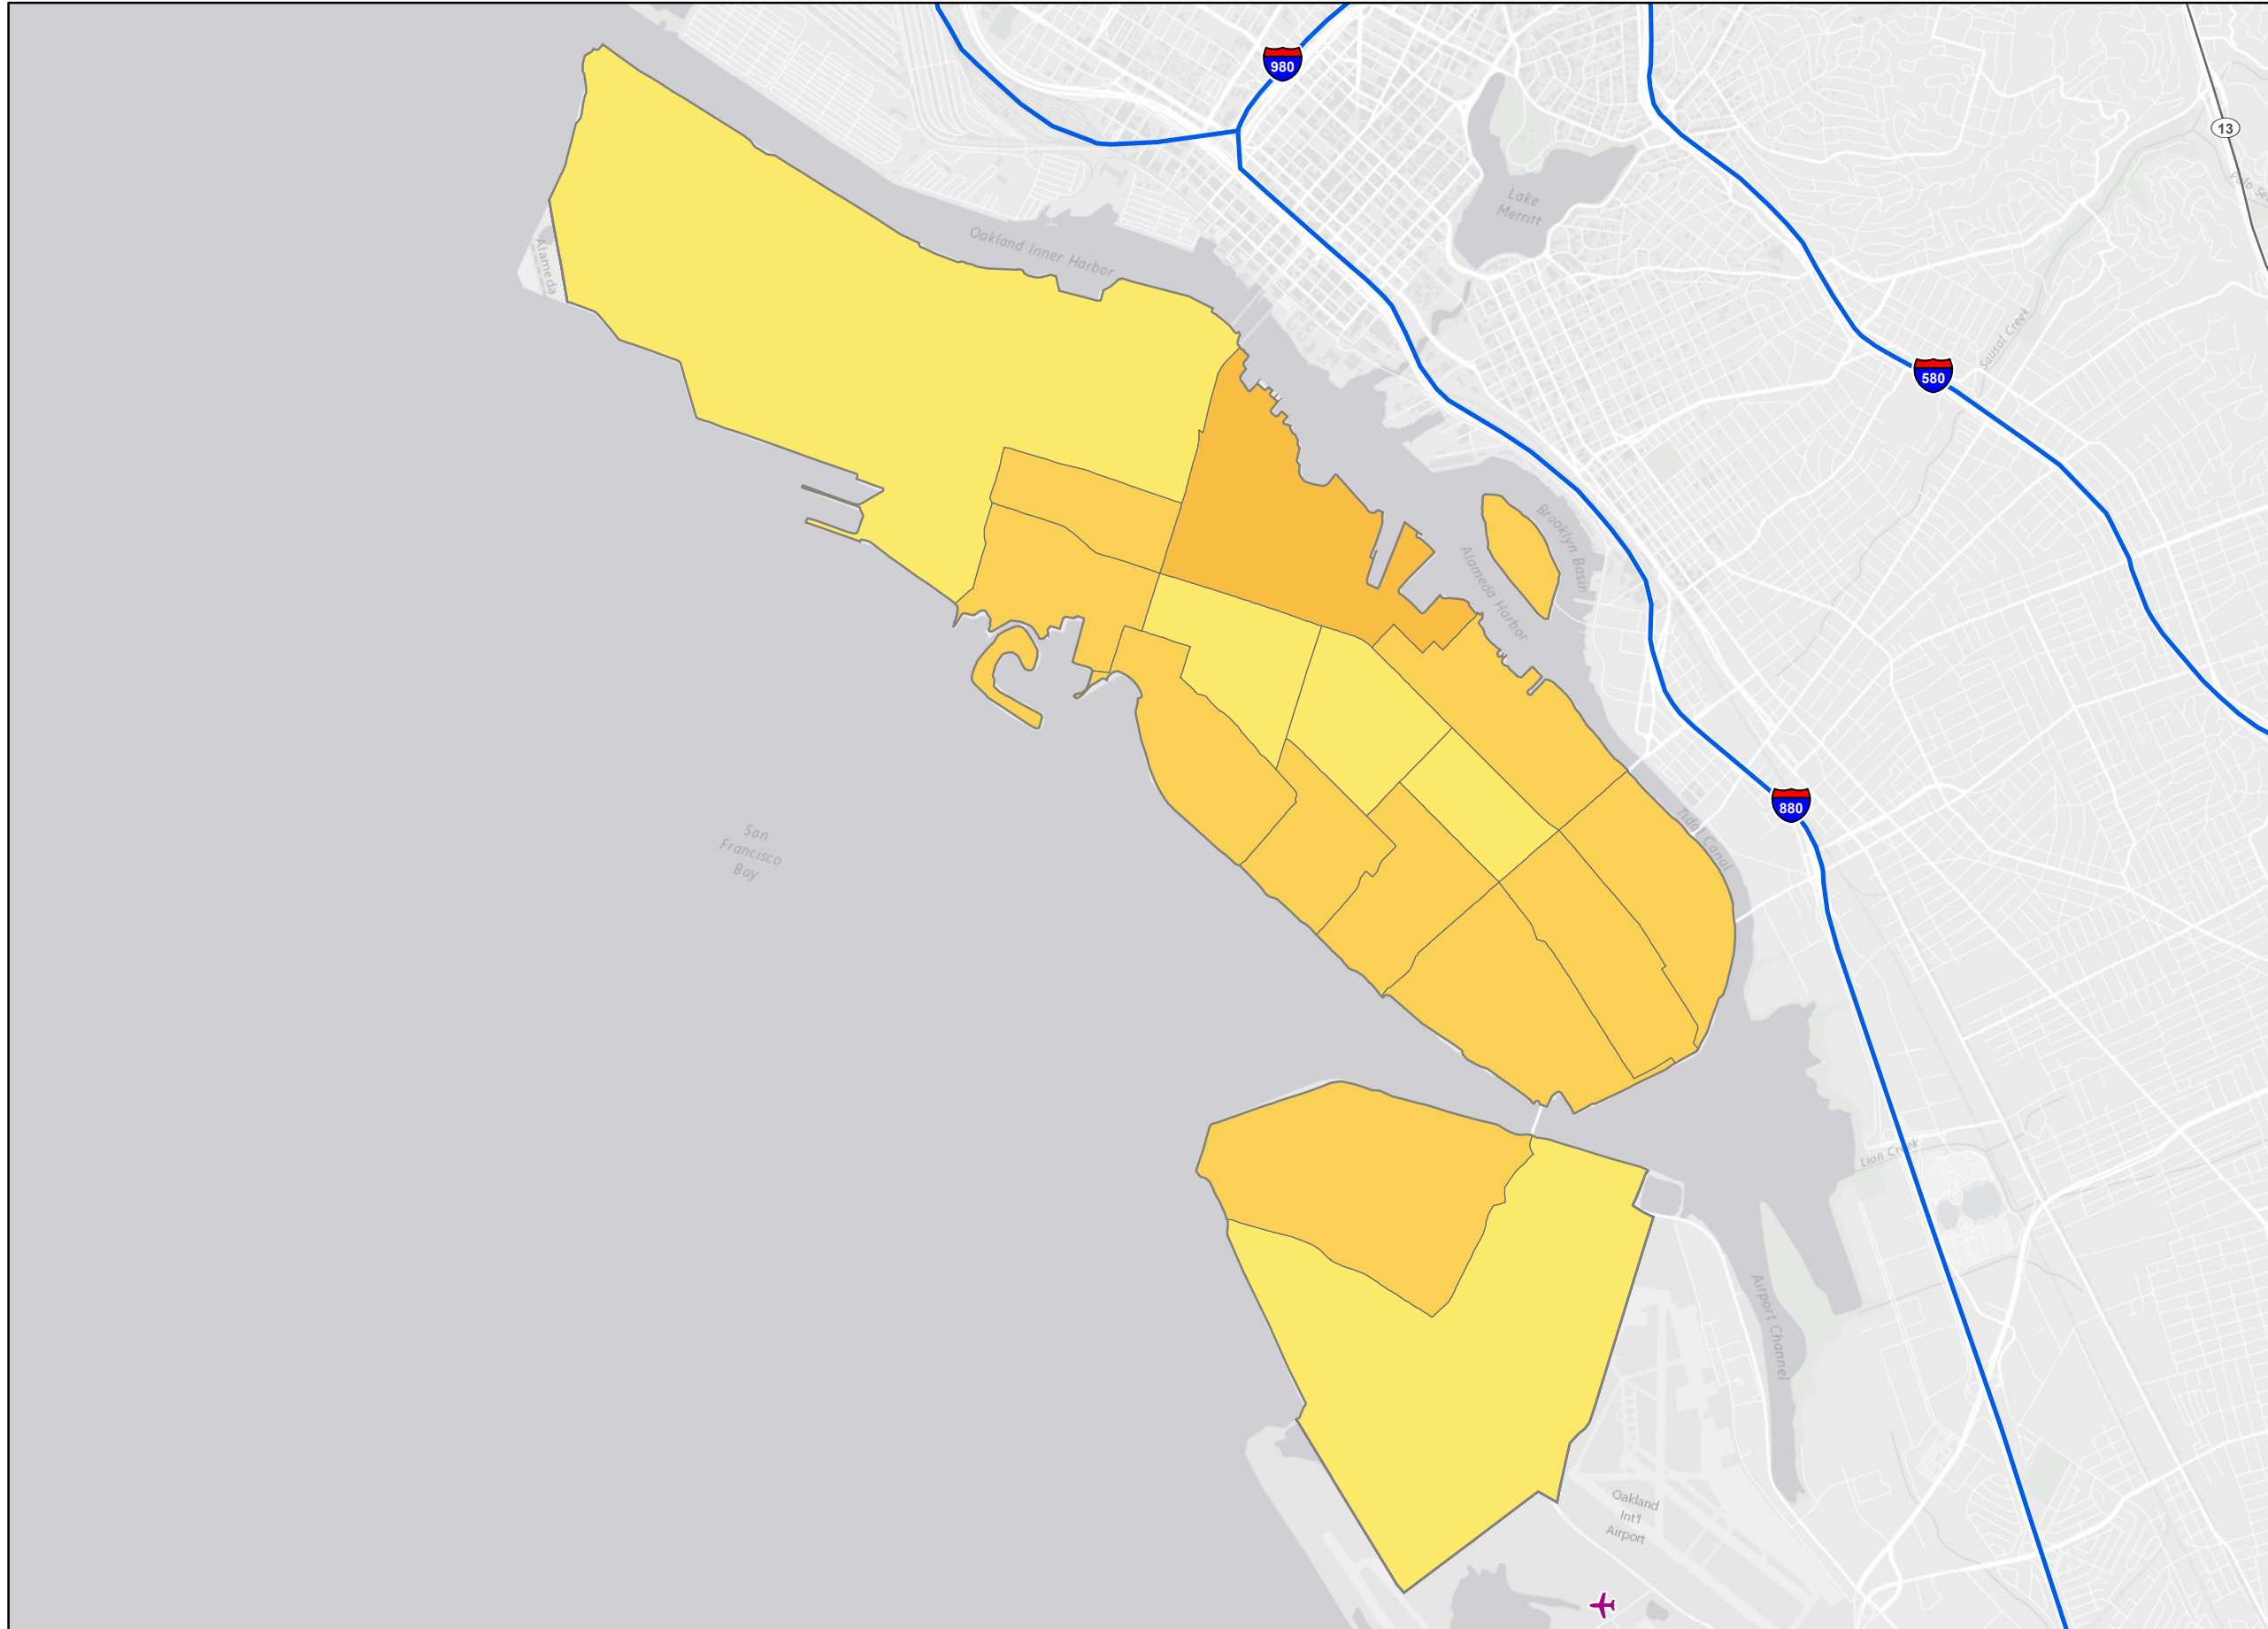 980
13
Lake
Merritt
Alameda
Oakland Inner Harbor
Sausal Creek
580
Brooklyn Basin
Alameda Harbor
880
San
Francisco
Bay
Tidal Canal
Lion Creek
Airport Channel
Oakland
Int'l
Airport